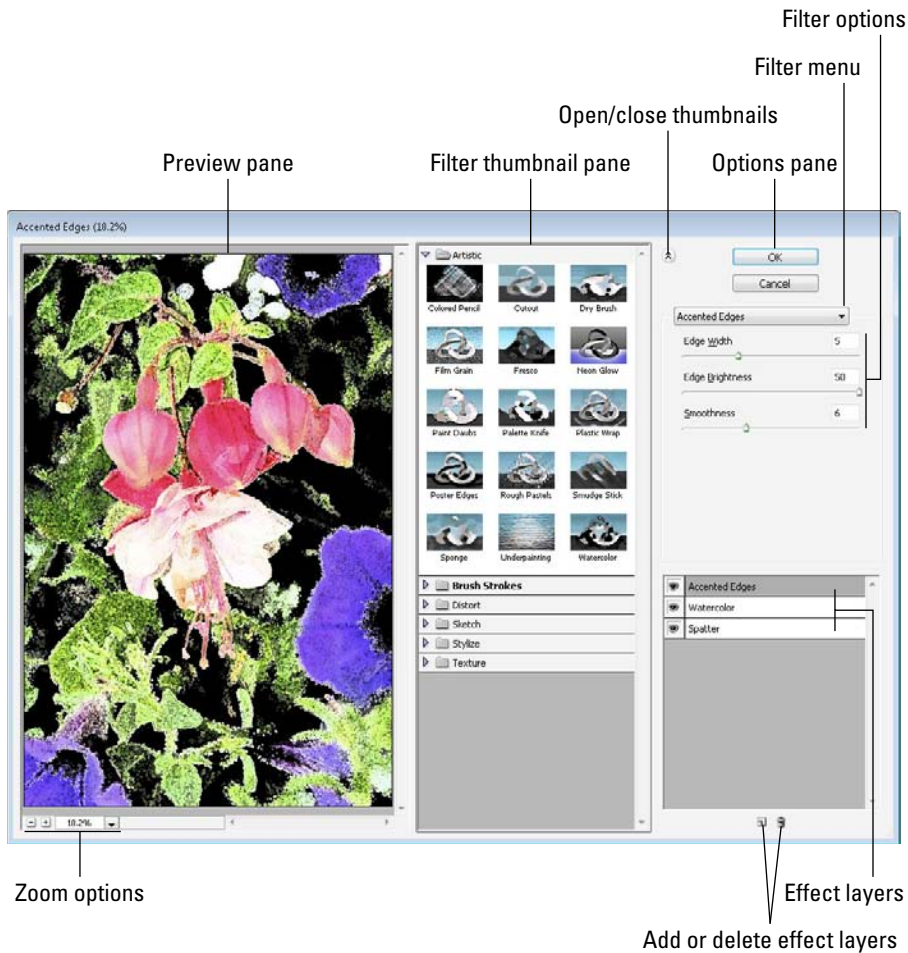 Filter options
Filter menu
Open/close thumbnails
Preview pane
Filter thumbnail pane
Options pane
Accented Edges (18.2%)
Artistic
Colored Pencil
Cutout
Dry Brush
Film Grain
Fresco
Neon Glow
Paint Daubs
Palette Knife
Plastic Wrap
Poster Edges
Rough Pastels
Smudge Stick
Sponge
Underpainting
Watercolor
Brush Strokes
Distort
Sketch
Stylize
Texture
OK
Cancel
Accented Edges
Edge Width 5
Edge Brightness 50
Smoothness 6
Accented Edges
Watercolor
Spatter
18.2%
Zoom options
Effect layers
Add or delete effect layers